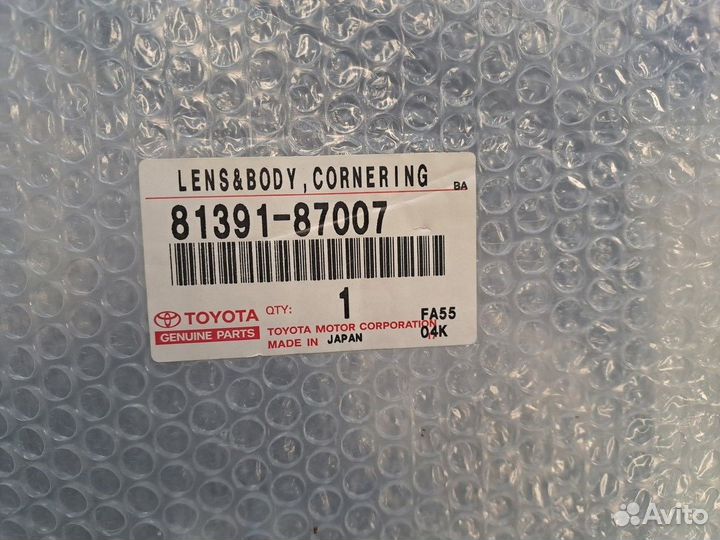 LENS&BODY,CORNERING
BA
81391-87007
TOYOTA
GENUINE PARTS
QTY: 1
TOYOTA MOTOR CORPORATION
MADE IN JAPAN
FA55
04K
Avito